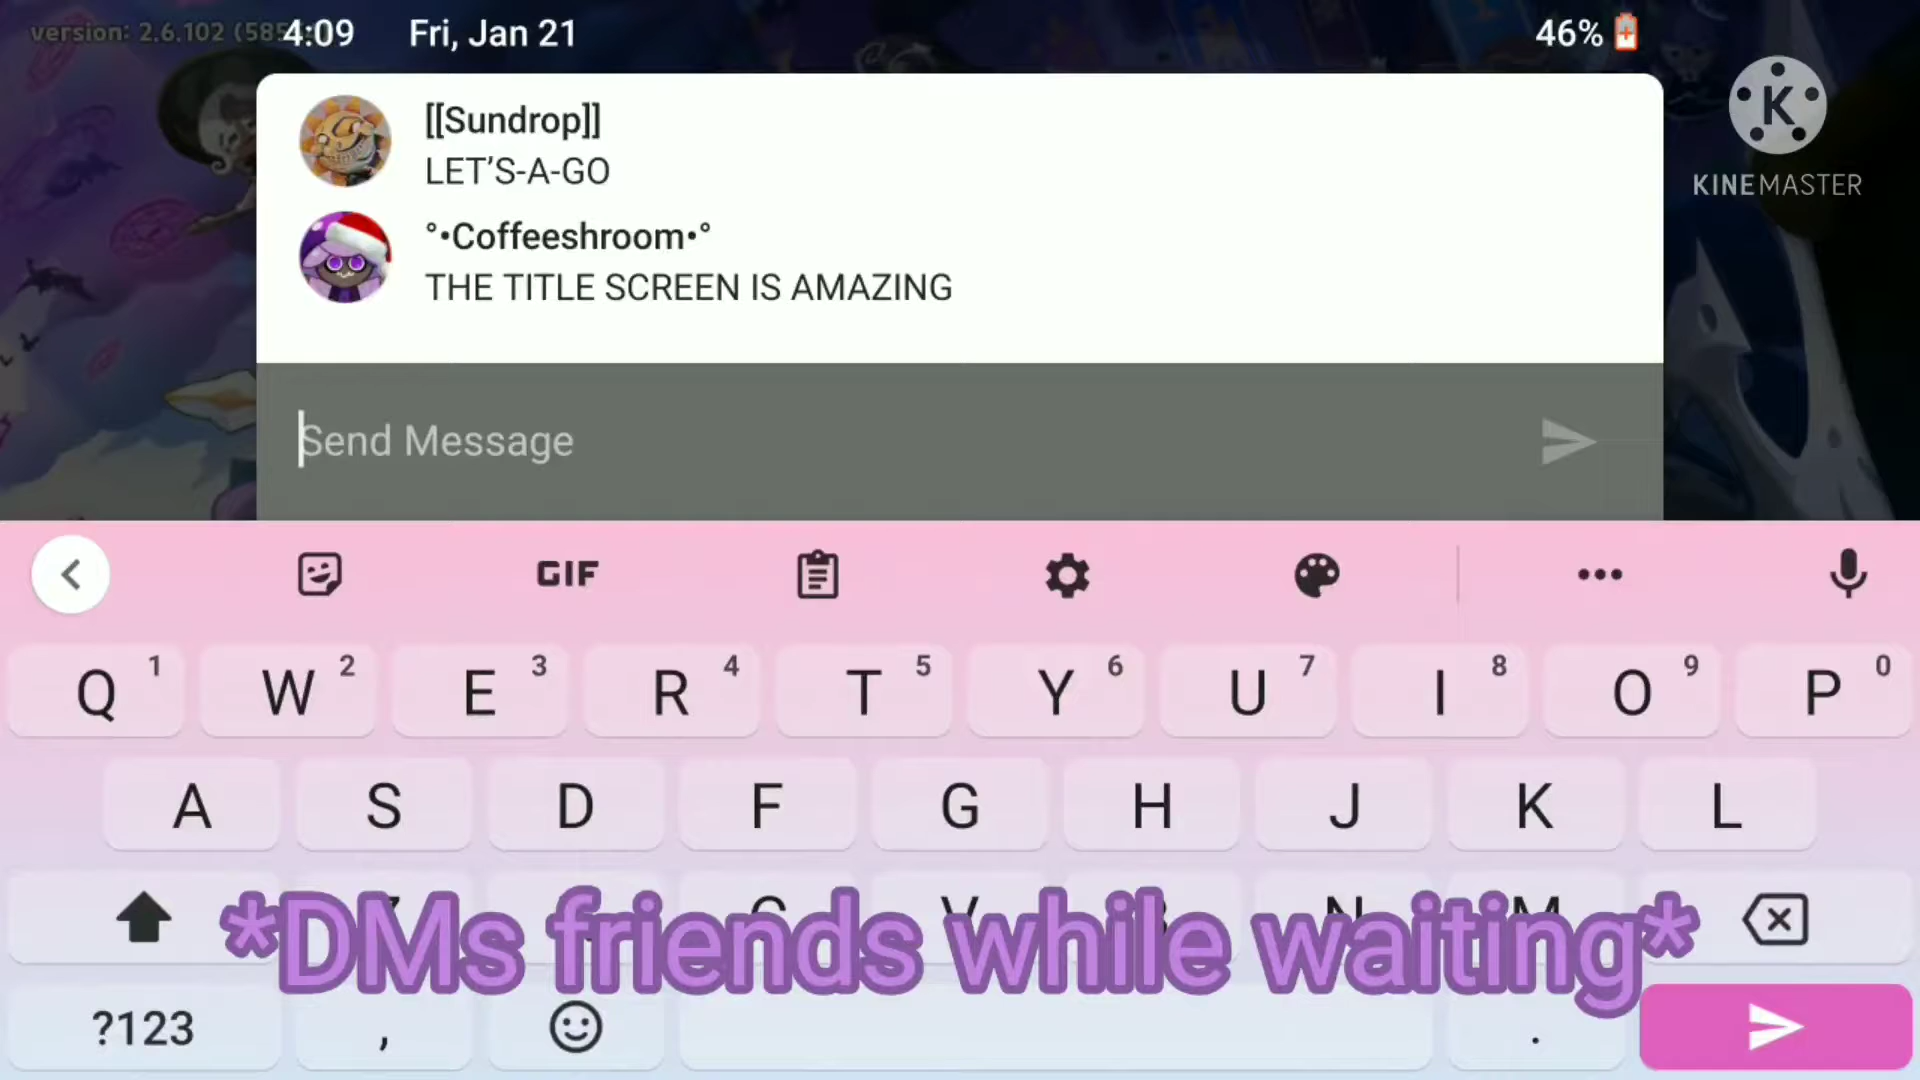 version: 2.6.102 (585
4:09
Fri, Jan 21
46%
K
KINEMASTER
[[Sundrop]]
LET'S-A-GO
°•Coffeeshroom•°
THE TITLE SCREEN IS AMAZING
Send Message
GIF
Q 1 W 2 E 3 R 4 T 5 Y 6 U 7 I 8 O 9 P 0
A S D F G H J K L
*DMs friends while waiting*
?123 , .